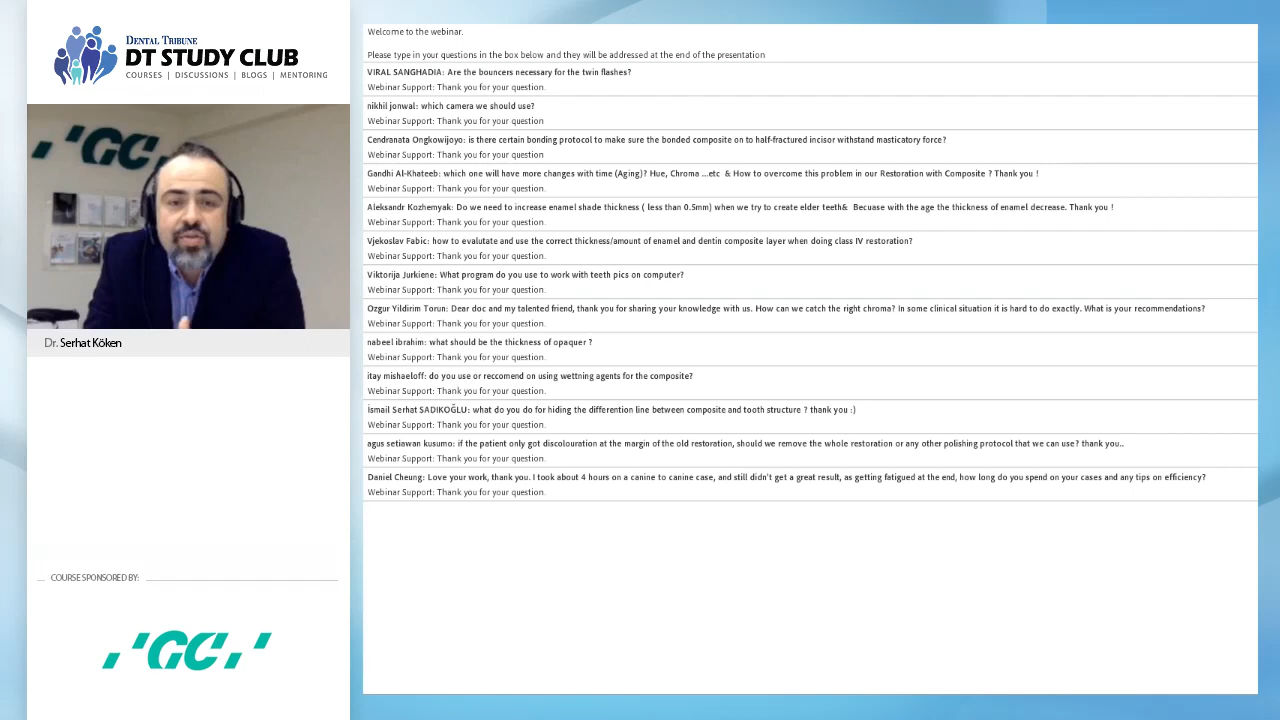 DENTAL TRIBUNE
DT STUDY CLUB
COURSES | DISCUSSIONS | BLOGS | MENTORING
GC
Dr. Serhat Köken
COURSE SPONSORED BY:
GC
Welcome to the webinar.
Please type in your questions in the box below and they will be addressed at the end of the presentation
VIRAL SANGHADIA: Are the bouncers necessary for the twin flashes?
Webinar Support: Thank you for your question.
nikhil jonwal: which camera we should use?
Webinar Support: Thank you for your question
Cendranata Ongkowijoyo: is there certain bonding protocol to make sure the bonded composite on to half-fractured incisor withstand masticatory force?
Webinar Support: Thank you for your question
Gandhi Al-Khateeb: which one will have more changes with time (Aging)? Hue, Chroma ...etc & How to overcome this problem in our Restoration with Composite ? Thank you !
Webinar Support: Thank you for your question.
Aleksandr Kozhemyak: Do we need to increase enamel shade thickness ( less than 0.5mm) when we try to create elder teeth& Becuase with the age the thickness of enamel decrease. Thank you !
Webinar Support: Thank you for your question.
Vjekoslav Fabic: how to evalutate and use the correct thickness/amount of enamel and dentin composite layer when doing class IV restoration?
Webinar Support: Thank you for your question.
Viktorija Jurkiene: What program do you use to work with teeth pics on computer?
Webinar Support: Thank you for your question.
Ozgur Yildirim Torun: Dear doc and my talented friend, thank you for sharing your knowledge with us. How can we catch the right chroma? In some clinical situation it is hard to do exactly. What is your recommendations?
Webinar Support: Thank you for your question.
nabeel ibrahim: what should be the thickness of opaquer ?
Webinar Support: Thank you for your question.
itay mishaeloff: do you use or reccomend on using wettning agents for the composite?
Webinar Support: Thank you for your question.
İsmail Serhat SADIKOĞLU: what do you do for hiding the differention line between composite and tooth structure ? thank you :)
Webinar Support: Thank you for your question.
agus setiawan kusumo: if the patient only got discolouration at the margin of the old restoration, should we remove the whole restoration or any other polishing protocol that we can use? thank you..
Webinar Support: Thank you for your question.
Daniel Cheung: Love your work, thank you. I took about 4 hours on a canine to canine case, and still didn't get a great result, as getting fatigued at the end, how long do you spend on your cases and any tips on efficiency?
Webinar Support: Thank you for your question.